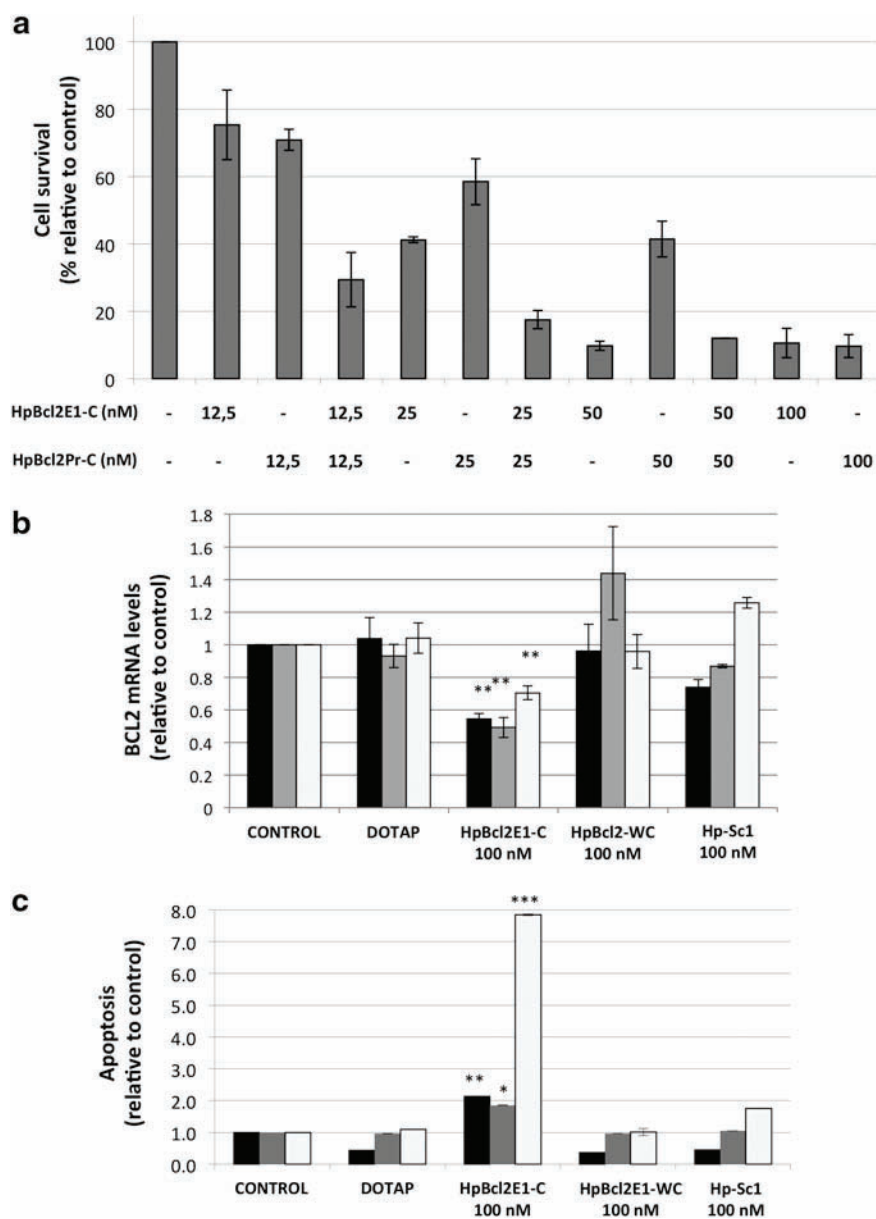 a
Cell survival
(% relative to control)
100
80
60
40
20
0
HpBcl2E1-C (nM) - 12,5 - 12,5 25 - 25 50 - 50 100 -
HpBcl2Pr-C (nM) - - 12,5 12,5 - 25 25 - 50 50 - 100
b
BCL2 mRNA levels
(relative to control)
1.8
1.6
1.4
1.2
1
0.8
0.6
0.4
0.2
0
** ** **
CONTROL DOTAP HpBcl2E1-C HpBcl2-WC Hp-Sc1
100 nM 100 nM 100 nM
c
Apoptosis
(relative to control)
8.0
7.0
6.0
5.0
4.0
3.0
2.0
1.0
0.0
** * ***
CONTROL DOTAP HpBcl2E1-C HpBcl2E1-WC Hp-Sc1
100 nM 100 nM 100 nM